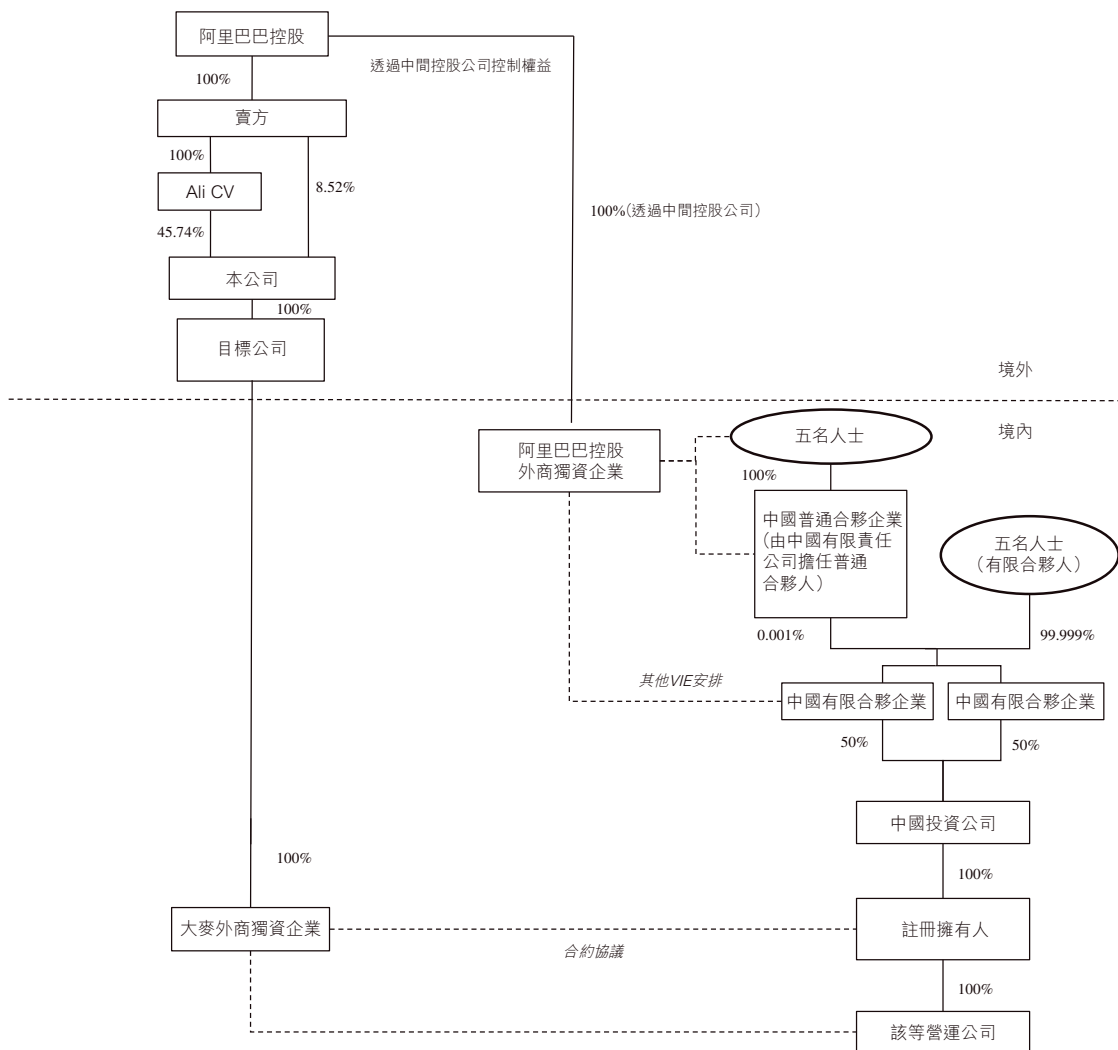 阿里巴巴控股
透過中間控股公司控制權益
100%
賣方
100%
8.52%
Ali CV
45.74%
100%(透過中間控股公司)
本公司
100%
目標公司
境外
境內
五名人士
阿里巴巴控股
外商獨資企業
100%
中國普通合夥企業
(由中國有限責任
公司擔任普通
合夥人)
五名人士
(有限合夥人)
0.001%
99.999%
其他VIE安排
中國有限合夥企業
中國有限合夥企業
50%
50%
中國投資公司
100%
100%
大麥外商獨資企業
註冊擁有人
合約協議
100%
該等營運公司